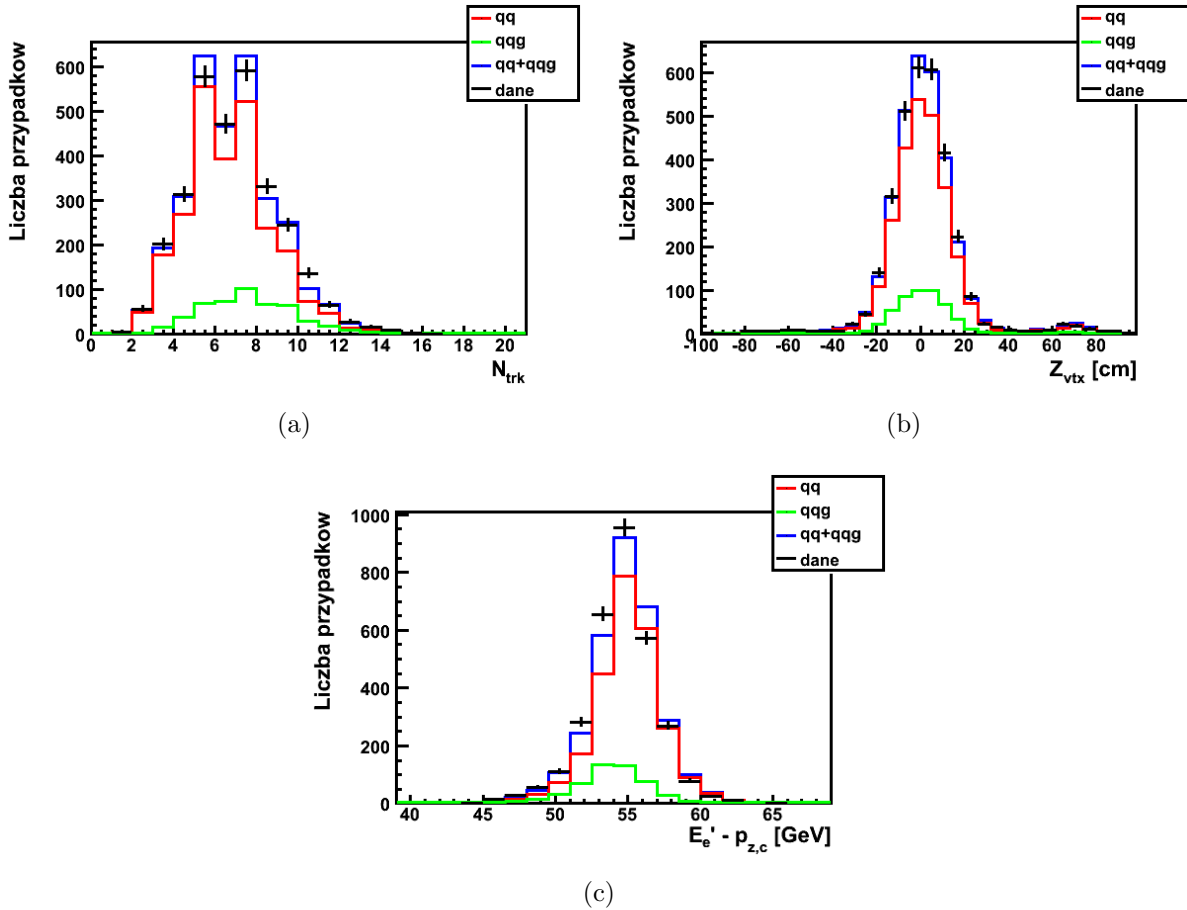 qq
qqg
qq+qqg
dane
Liczba przypadkow
600
500
400
300
200
100
0
0 2 4 6 8 10 12 14 16 18 20
N_trk
(a)
qq
qqg
qq+qqg
dane
Liczba przypadkow
600
500
400
300
200
100
0
-100 -80 -60 -40 -20 0 20 40 60 80
Z_vtx [cm]
(b)
qq
qqg
qq+qqg
dane
Liczba przypadkow
1000
800
600
400
200
0
40 45 50 55 60 65
E_e' - p_z,c [GeV]
(c)